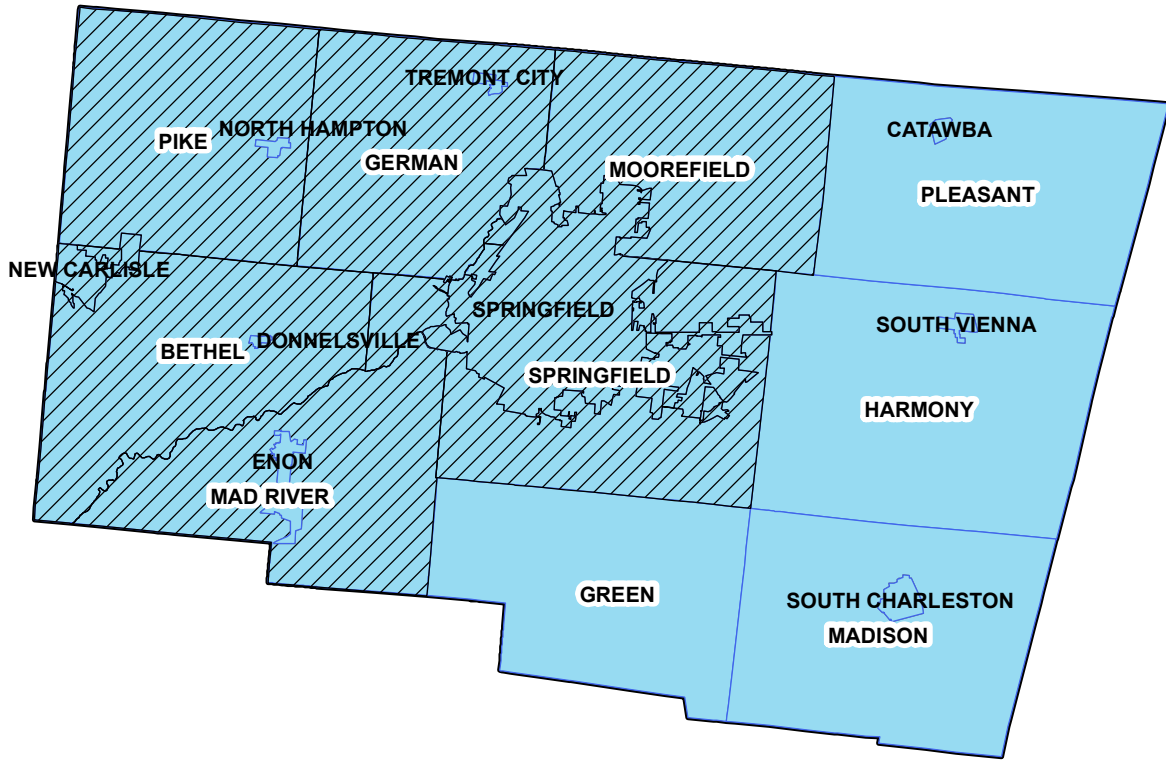 TREMONT CITY
NORTH HAMPTON
CATAWBA
PIKE
GERMAN
MOOREFIELD
PLEASANT
NEW CARLISLE
SPRINGFIELD
SOUTH VIENNA
DONNELSVILLE
BETHEL
SPRINGFIELD
HARMONY
ENON
MAD RIVER
GREEN
SOUTH CHARLESTON
MADISON